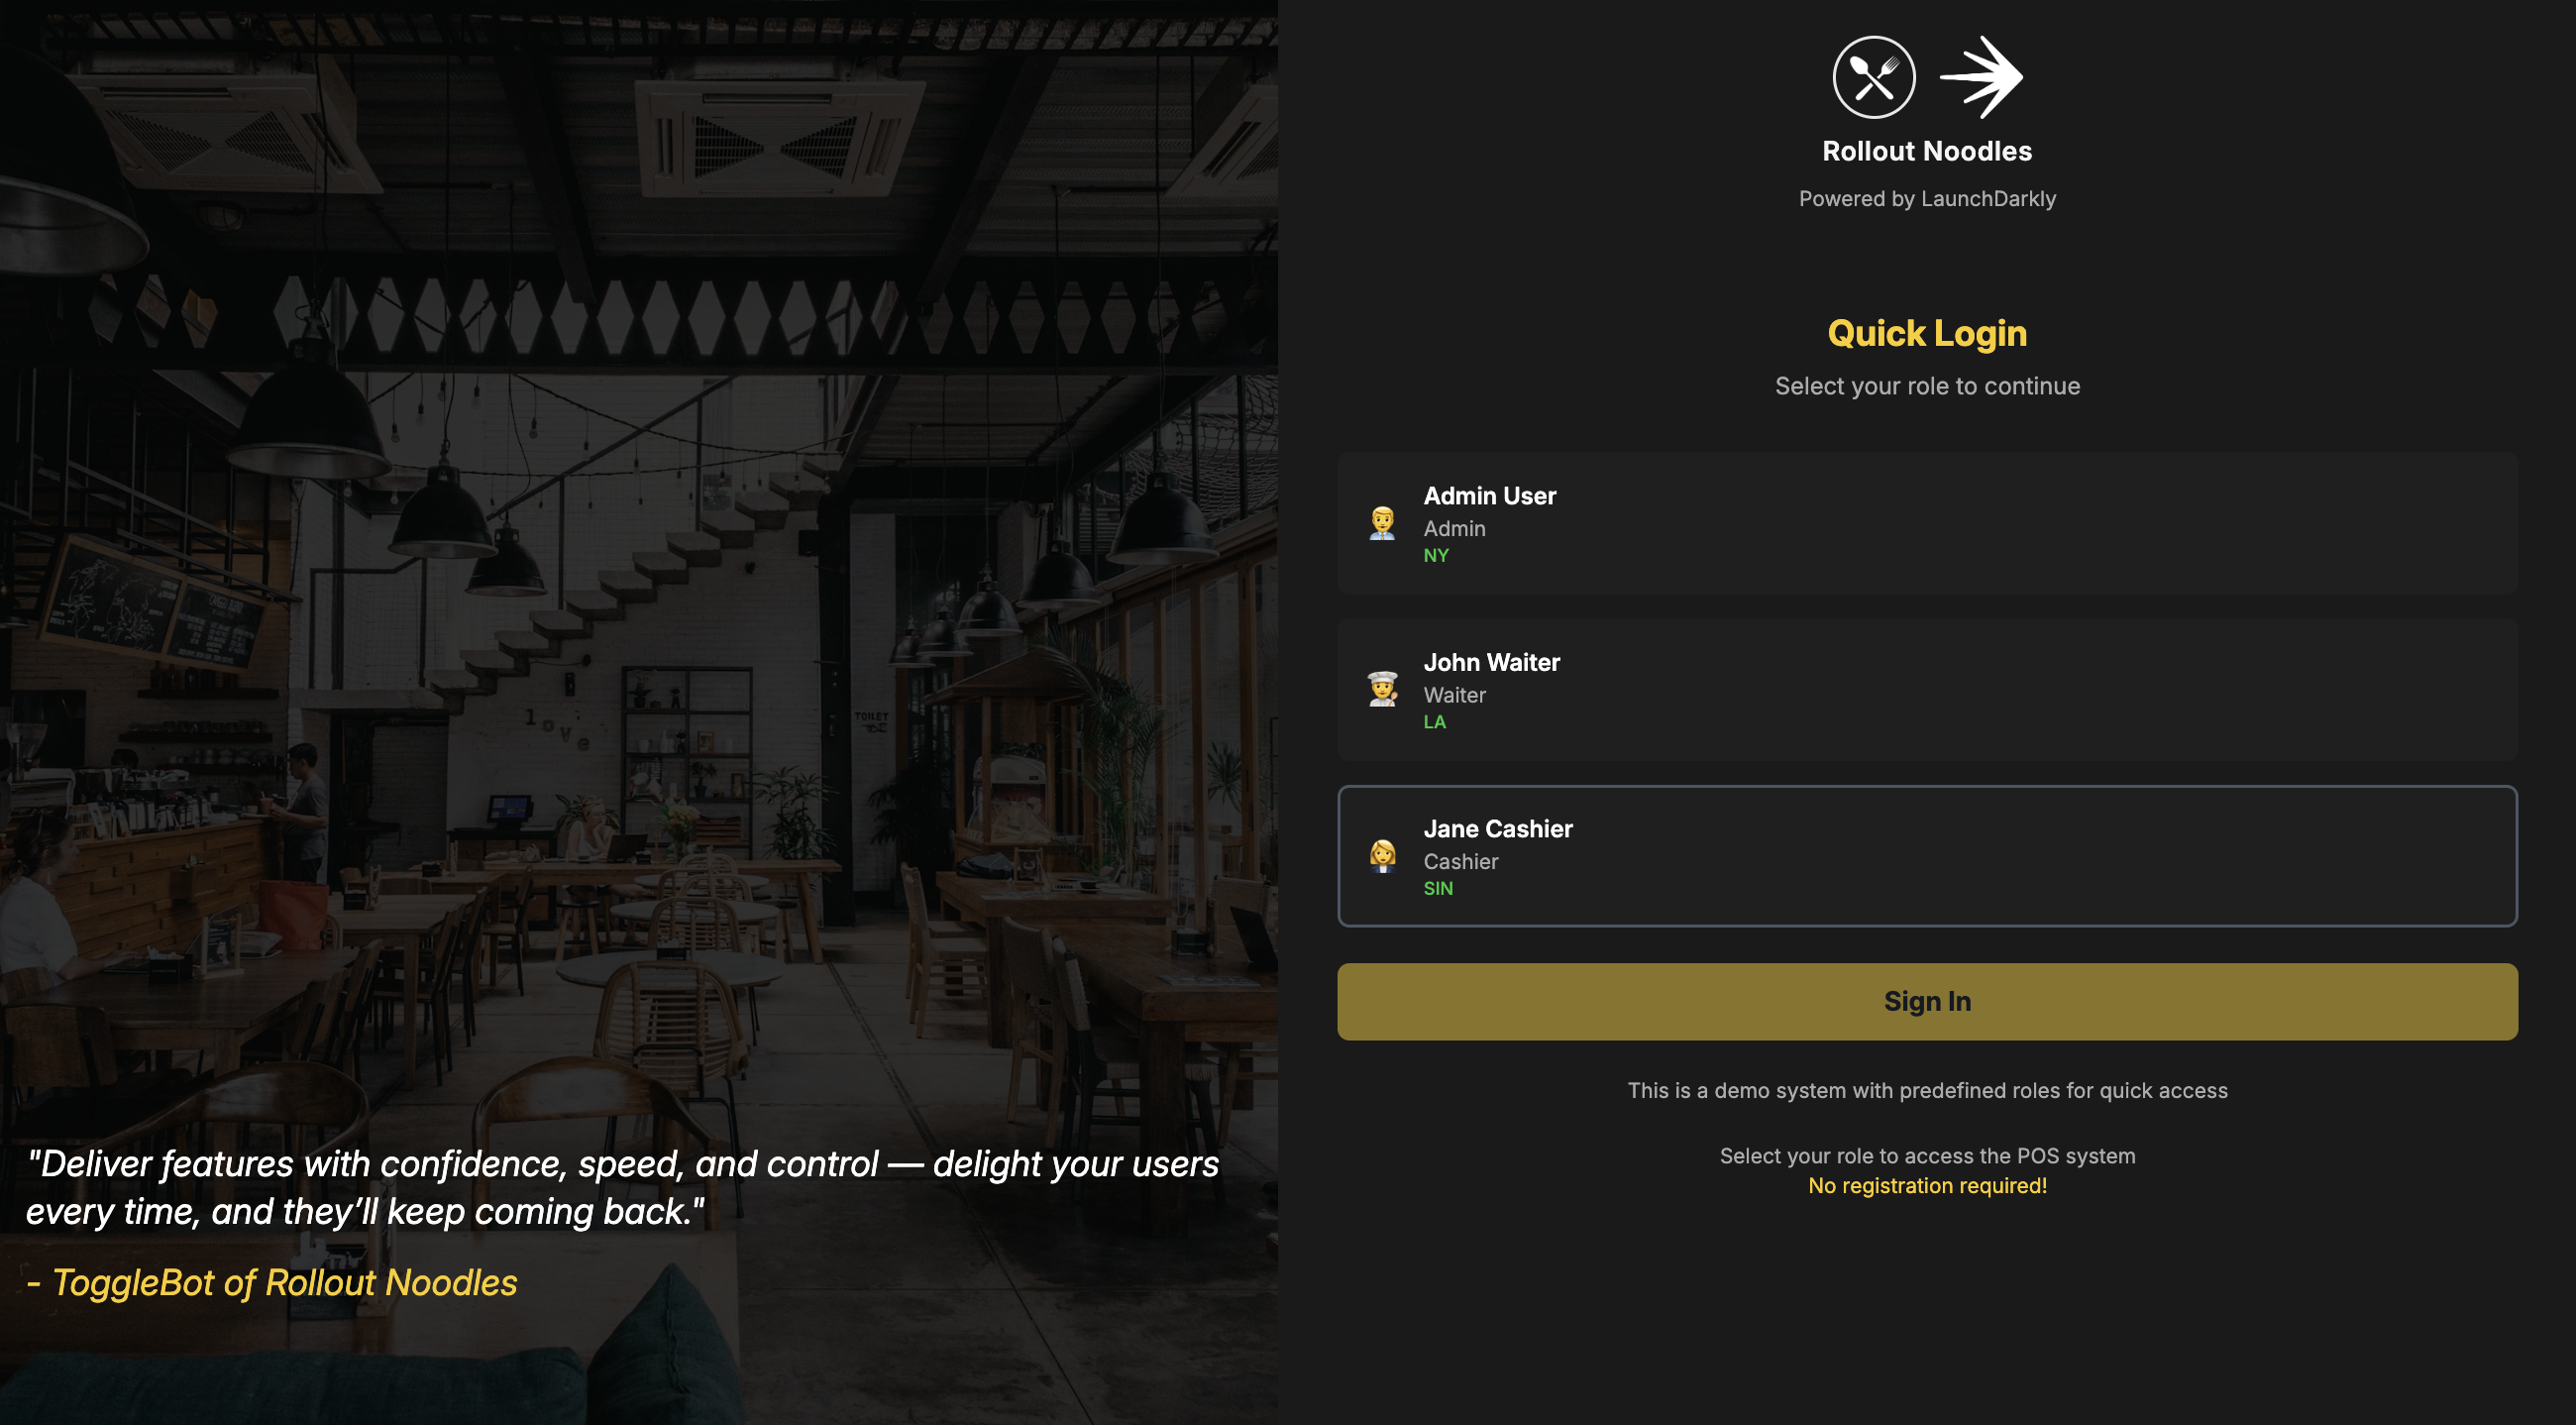 Rollout Noodles
Powered by LaunchDarkly
Quick Login
Select your role to continue
Admin User
Admin
NY
John Waiter
Waiter
LA
Jane Cashier
Cashier
SIN
Sign In
This is a demo system with predefined roles for quick access
Select your role to access the POS system
No registration required!
love
TOILET
"Deliver features with confidence, speed, and control — delight your users
every time, and they’ll keep coming back."
- ToggleBot of Rollout Noodles